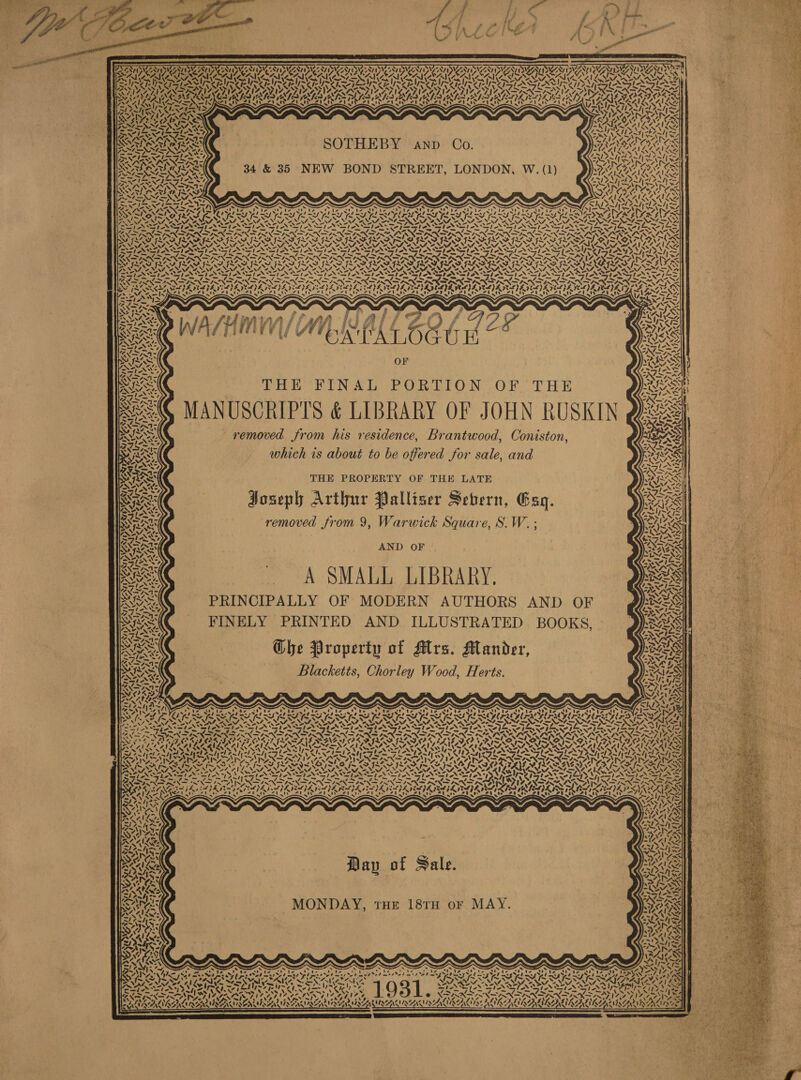 Checked KRH
SOTHEBY AND Co.
34 & 35 NEW BOND STREET, LONDON, W.(1)
CATALOGUE
OF
THE FINAL PORTION OF THE
MANUSCRIPTS & LIBRARY OF JOHN RUSKIN
removed from his residence, Brantwood, Coniston,
which is about to be offered for sale, and
THE PROPERTY OF THE LATE
Joseph Arthur Palliser Severn, Esq.
removed from 9, Warwick Square, S.W.;
AND OF
A SMALL LIBRARY,
PRINCIPALLY OF MODERN AUTHORS AND OF
FINELY PRINTED AND ILLUSTRATED BOOKS,
The Property of Mrs. Mander,
Blacketts, Chorley Wood, Herts.
Day of Sale.
MONDAY, THE 18TH OF MAY.
1931.